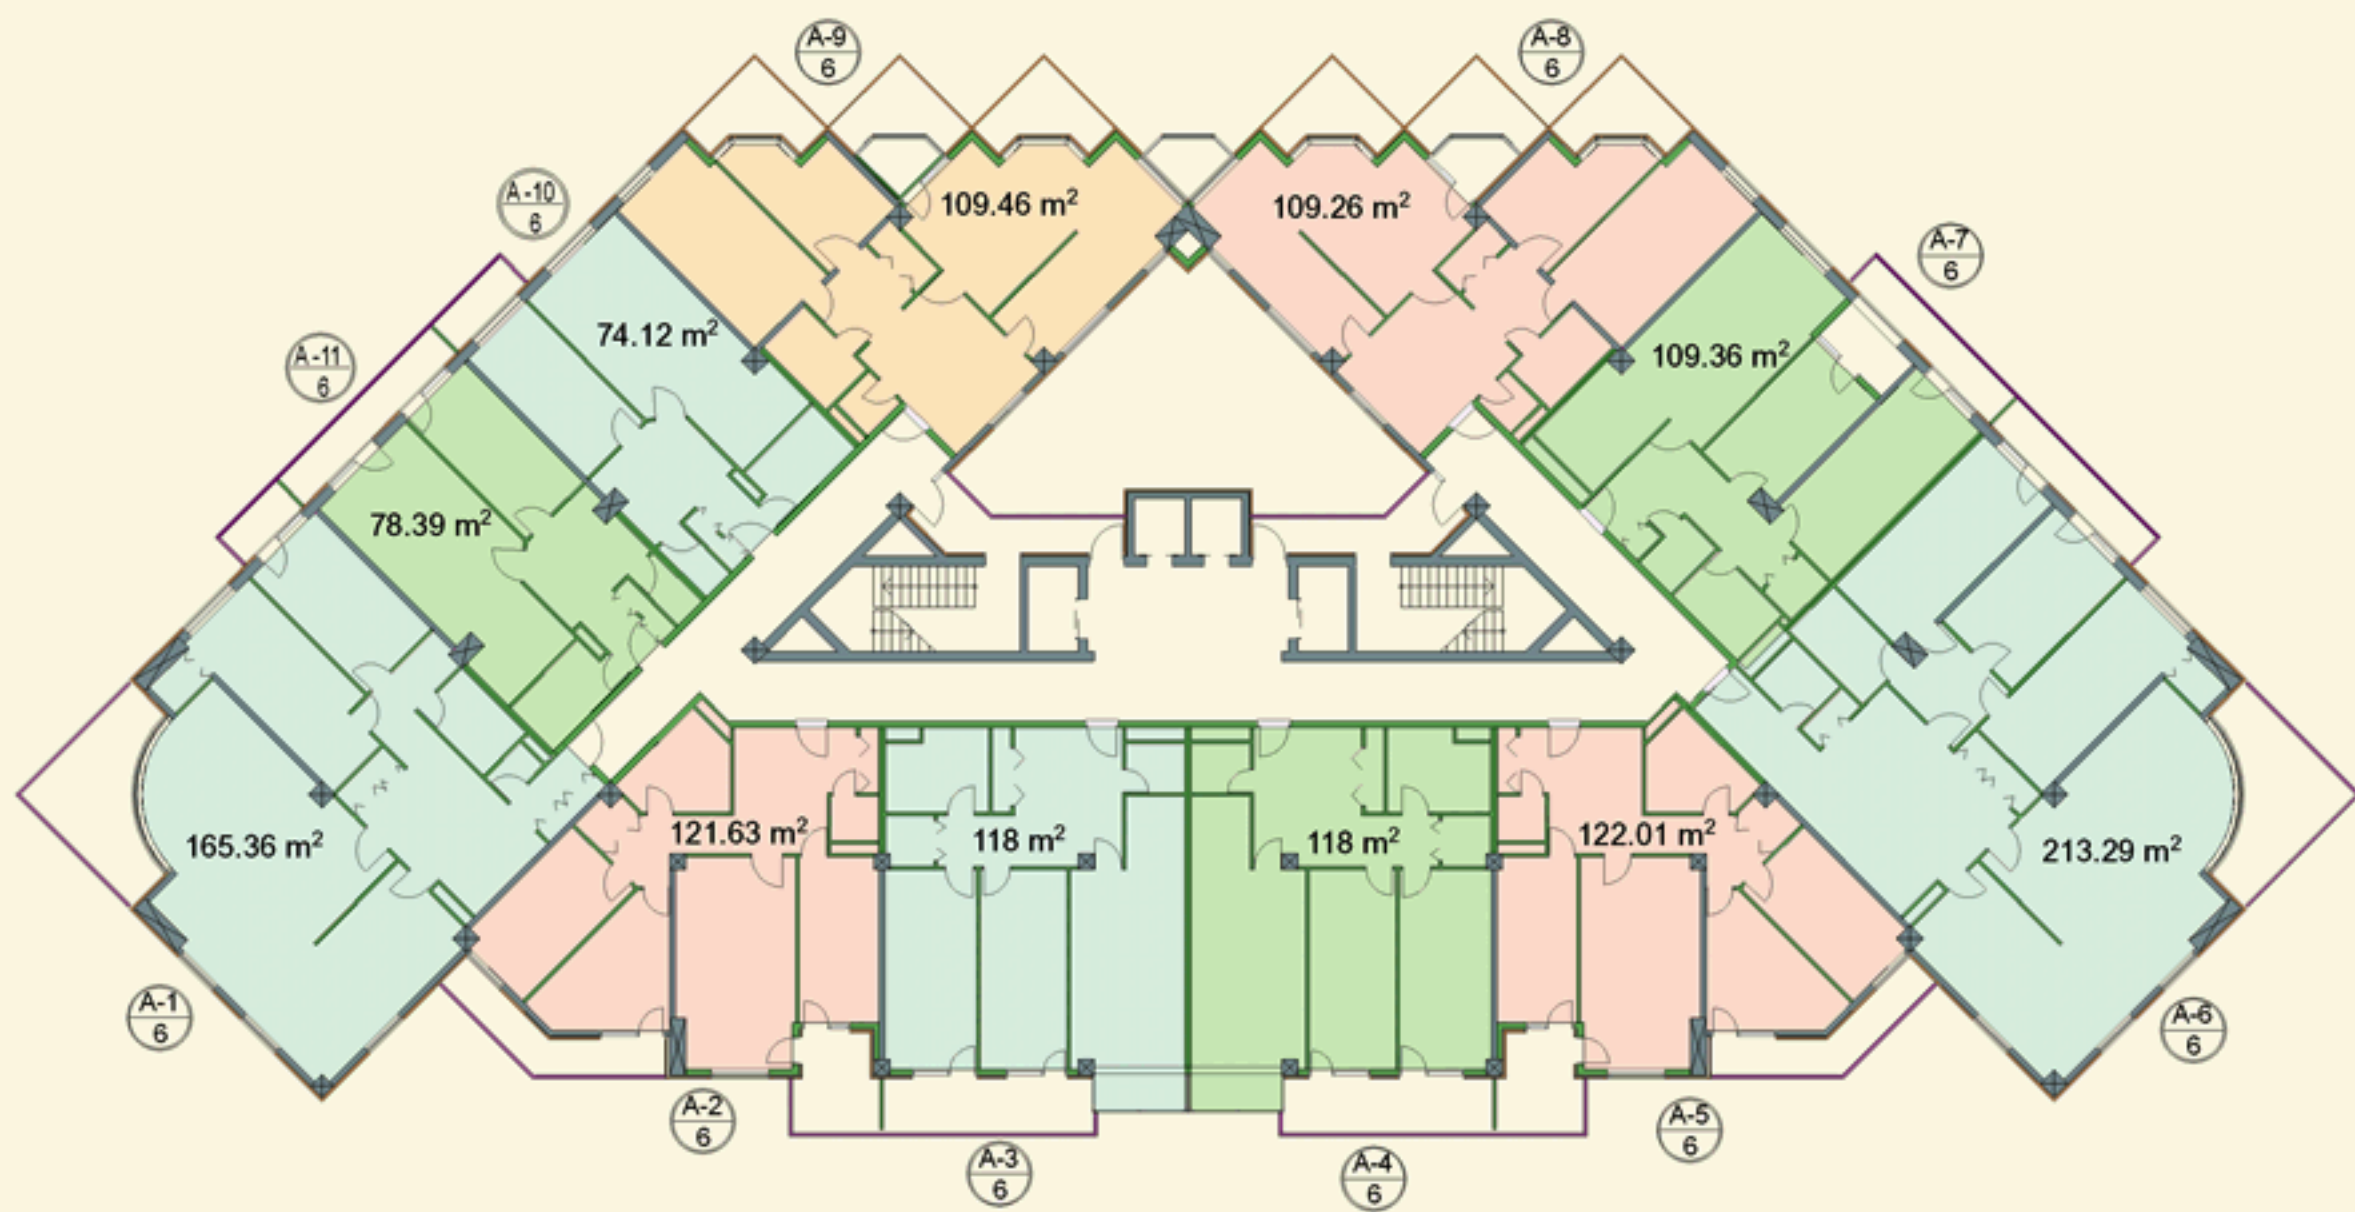 A-9
6
A-8
6
A-10
6
109.46 m²
109.26 m²
A-7
6
A-11
6
74.12 m²
109.36 m²
78.39 m²
165.36 m²
121.63 m²
118 m²
118 m²
122.01 m²
213.29 m²
A-1
6
A-6
6
A-2
6
A-5
6
A-3
6
A-4
6